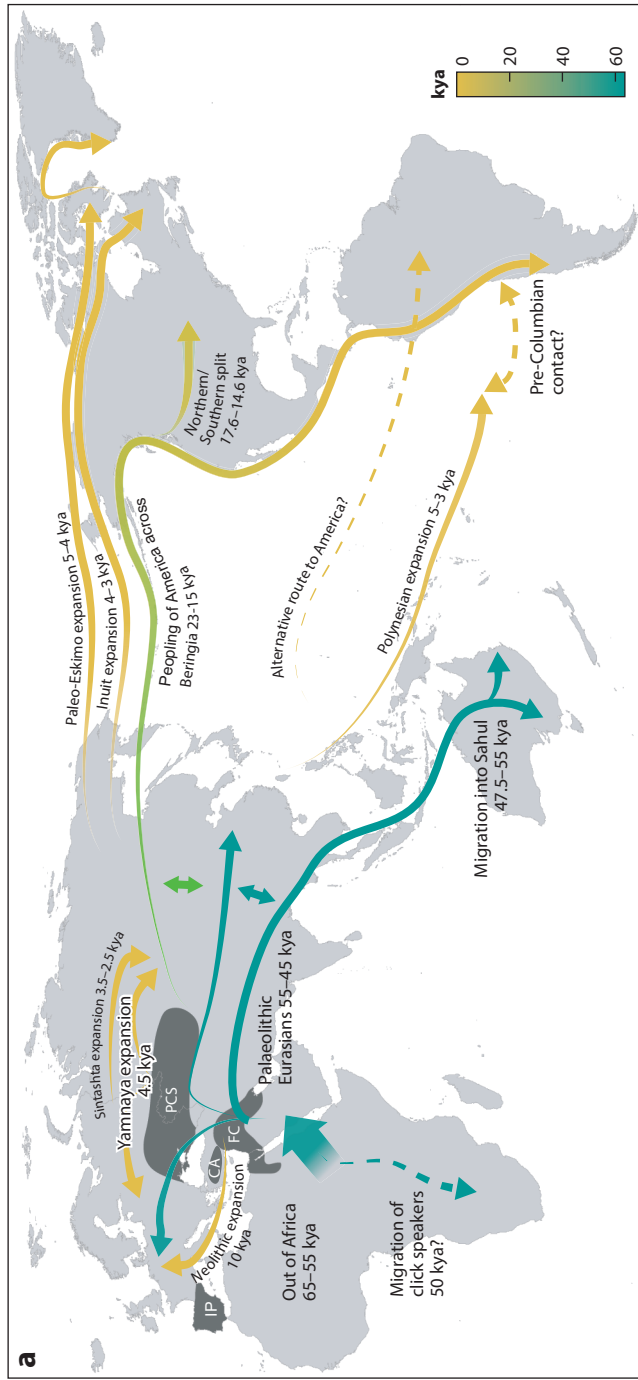 a
Paleo-Eskimo expansion 5–4 kya
Inuit expansion 4–3 kya
Peopling of America across
Beringia 23-15 kya
Northern/
Southern split
17.6–14.6 kya
Sintashta expansion 3.5–2.5 kya
Yamnaya expansion
4.5 kya
PCS
CA
FC
IP
Neolithic expansion
10 kya
Palaeolithic
Eurasians 55–45 kya
Out of Africa
65–55 kya
Migration of
click speakers
50 kya?
Migration into Sahul
47.5–55 kya
Alternative route to America?
Polynesian expansion 5–3 kya
Pre-Columbian
contact?
kya
0
20
40
60